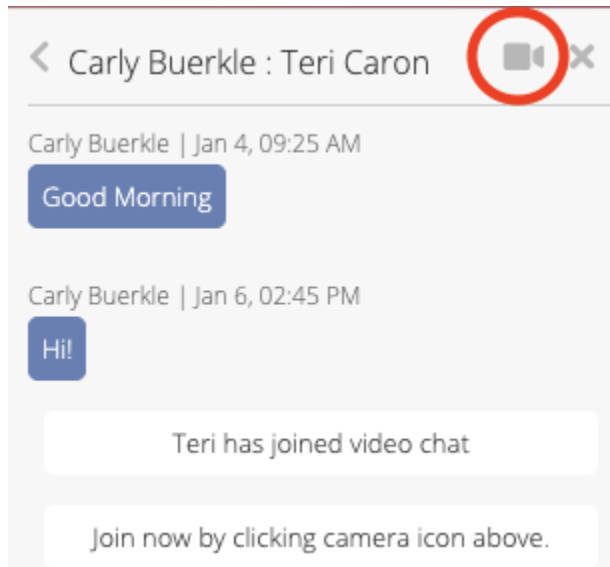 Carly Buerkle : Teri Caron
Carly Buerkle | Jan 4, 09:25 AM
Good Morning
Carly Buerkle | Jan 6, 02:45 PM
Hi!
Teri has joined video chat
Join now by clicking camera icon above.